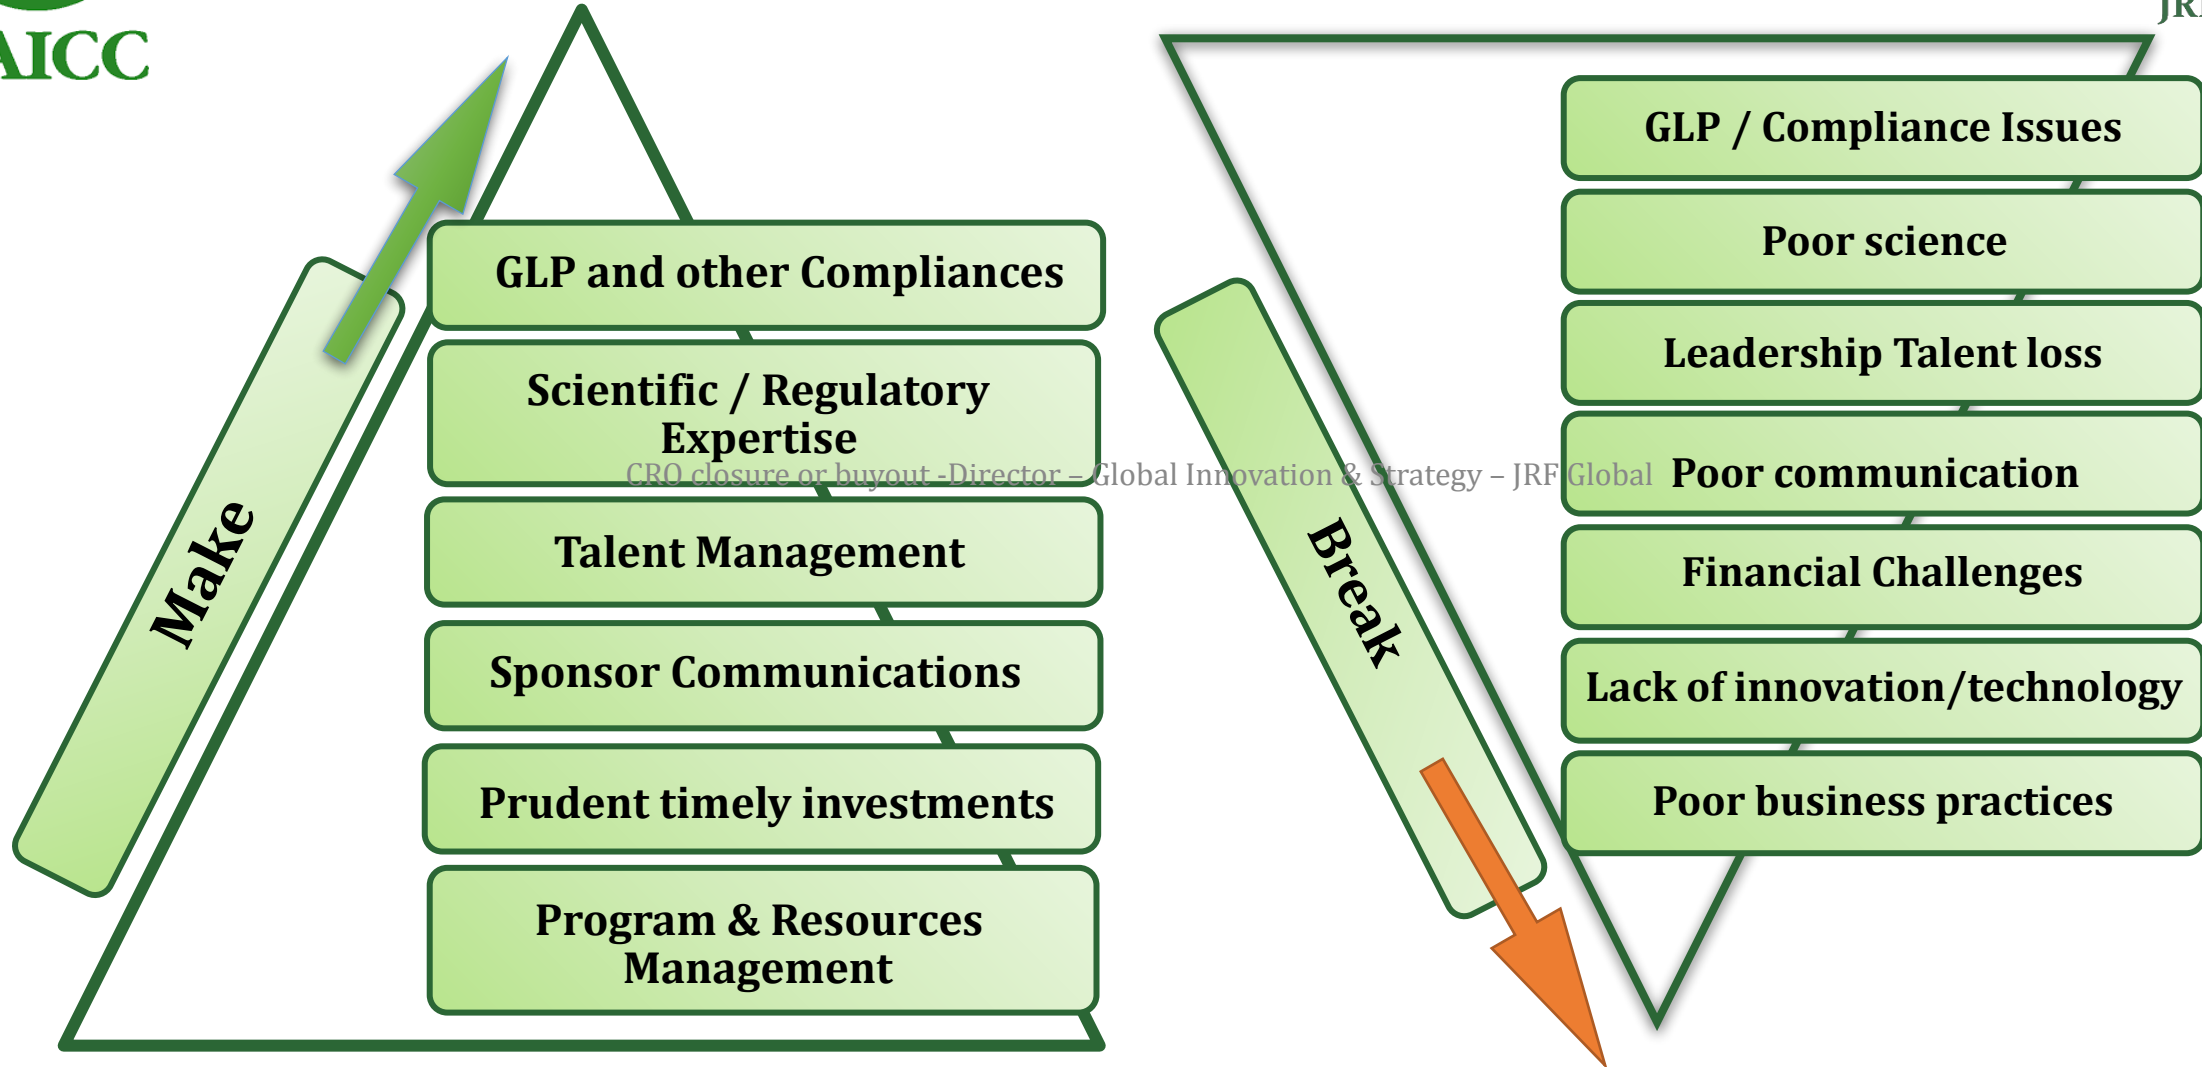 AICC
Make
GLP and other Compliances
Scientific / Regulatory
Expertise
Talent Management
Sponsor Communications
Prudent timely investments
Program & Resources
Management
CRO closure or buyout -Director – Global Innovation & Strategy – JRF Global
Break
GLP / Compliance Issues
Poor science
Leadership Talent loss
Poor communication
Financial Challenges
Lack of innovation/technology
Poor business practices